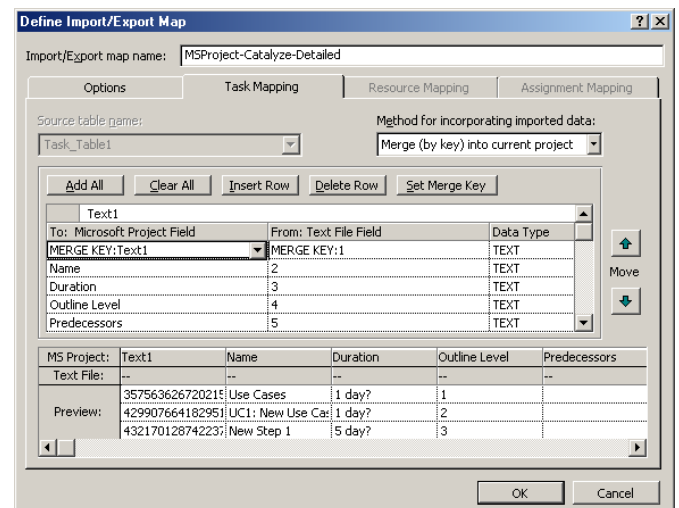 Define Import/Export Map
Import/Export map name: MSProject-Catalyze-Detailed
Options Task Mapping Resource Mapping Assignment Mapping
Source table name: Method for incorporating imported data:
Task_Table1 Merge (by key) into current project
Add All Clear All Insert Row Delete Row Set Merge Key
Text1
To: Microsoft Project Field From: Text File Field Data Type
MERGE KEY:Text1 MERGE KEY:1 TEXT
Name 2 TEXT
Move
Duration 3 TEXT
Outline Level 4 TEXT
Predecessors 5 TEXT
MS Project: Text1 Name Duration Outline Level Predecessors
Text File: -- -- -- -- --
Preview:
357563626720215 Use Cases 1 day? 1
429907664182951 UC1: New Use Cas 1 day? 2
432170128742237 New Step 1 5 day? 3
OK Cancel